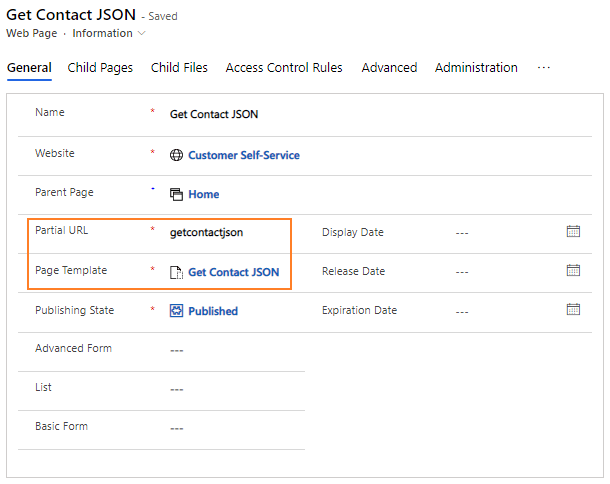 Get Contact JSON - Saved
Web Page · Information
General Child Pages Child Files Access Control Rules Advanced Administration ...
Name * Get Contact JSON
Website * Customer Self-Service
Parent Page * Home
Partial URL * getcontactjson Display Date ---
Page Template * Get Contact JSON Release Date ---
Publishing State * Published Expiration Date ---
Advanced Form ---
List ---
Basic Form ---